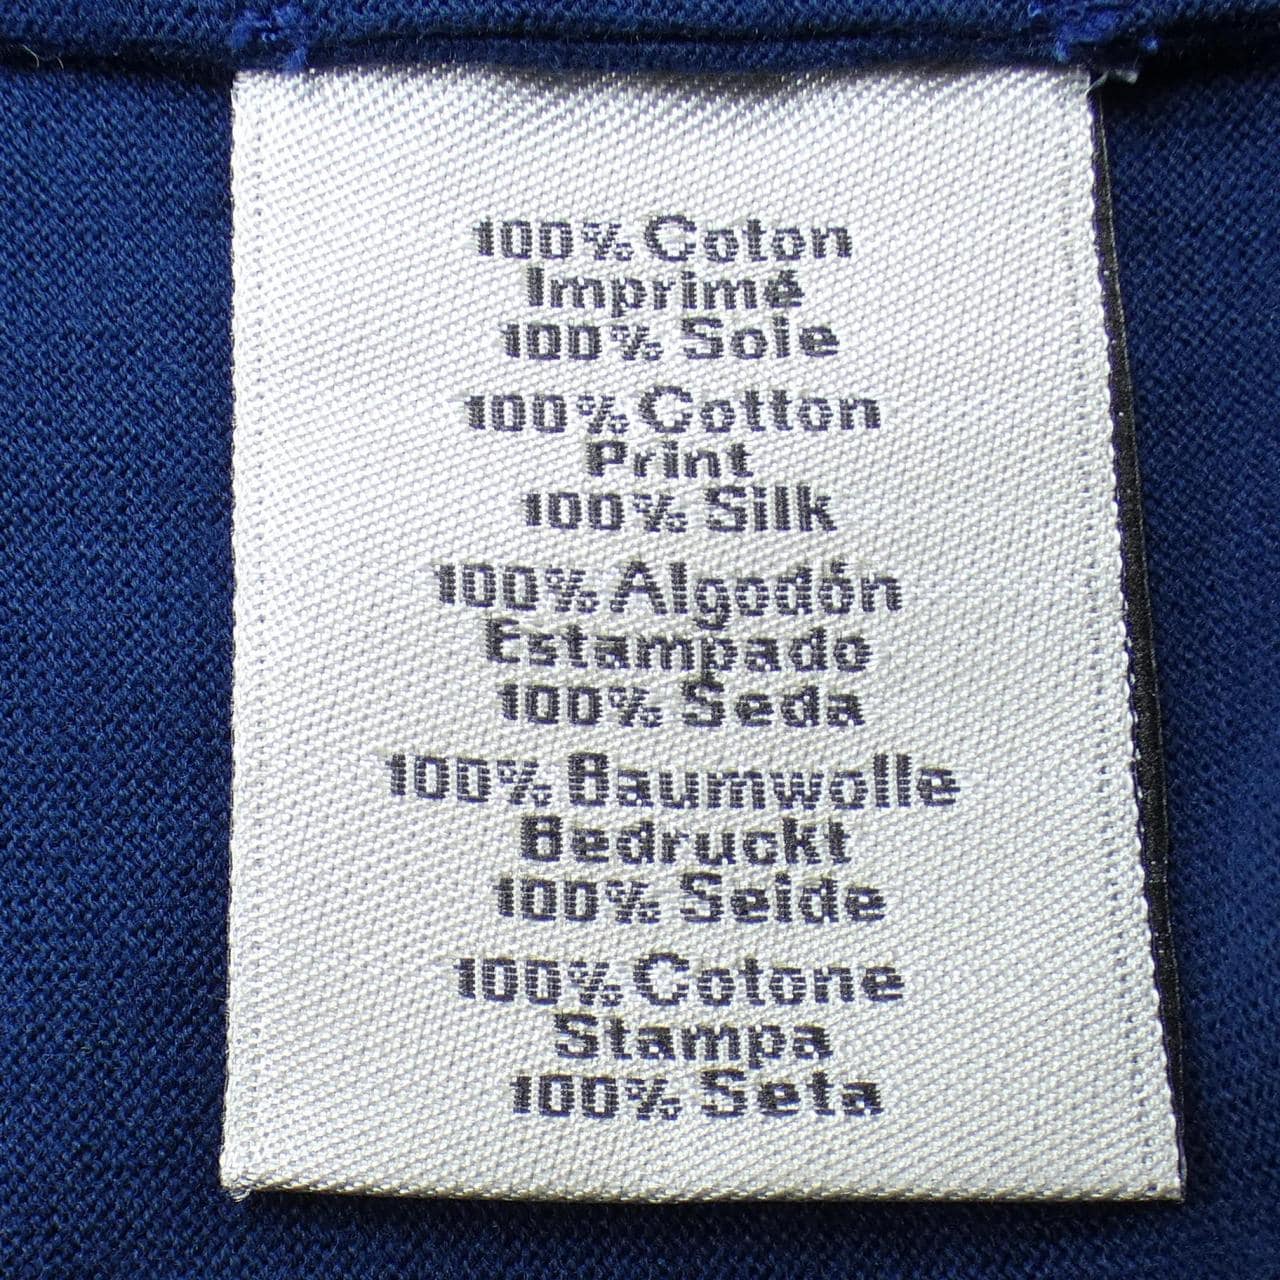 100% Coton
Imprimé
100% Soie
100% Cotton
Print
100% Silk
100% Algodón
Estampado
100% Seda
100% Baumwolle
Bedruckt
100% Seide
100% Cotone
Stampa
100% Seta